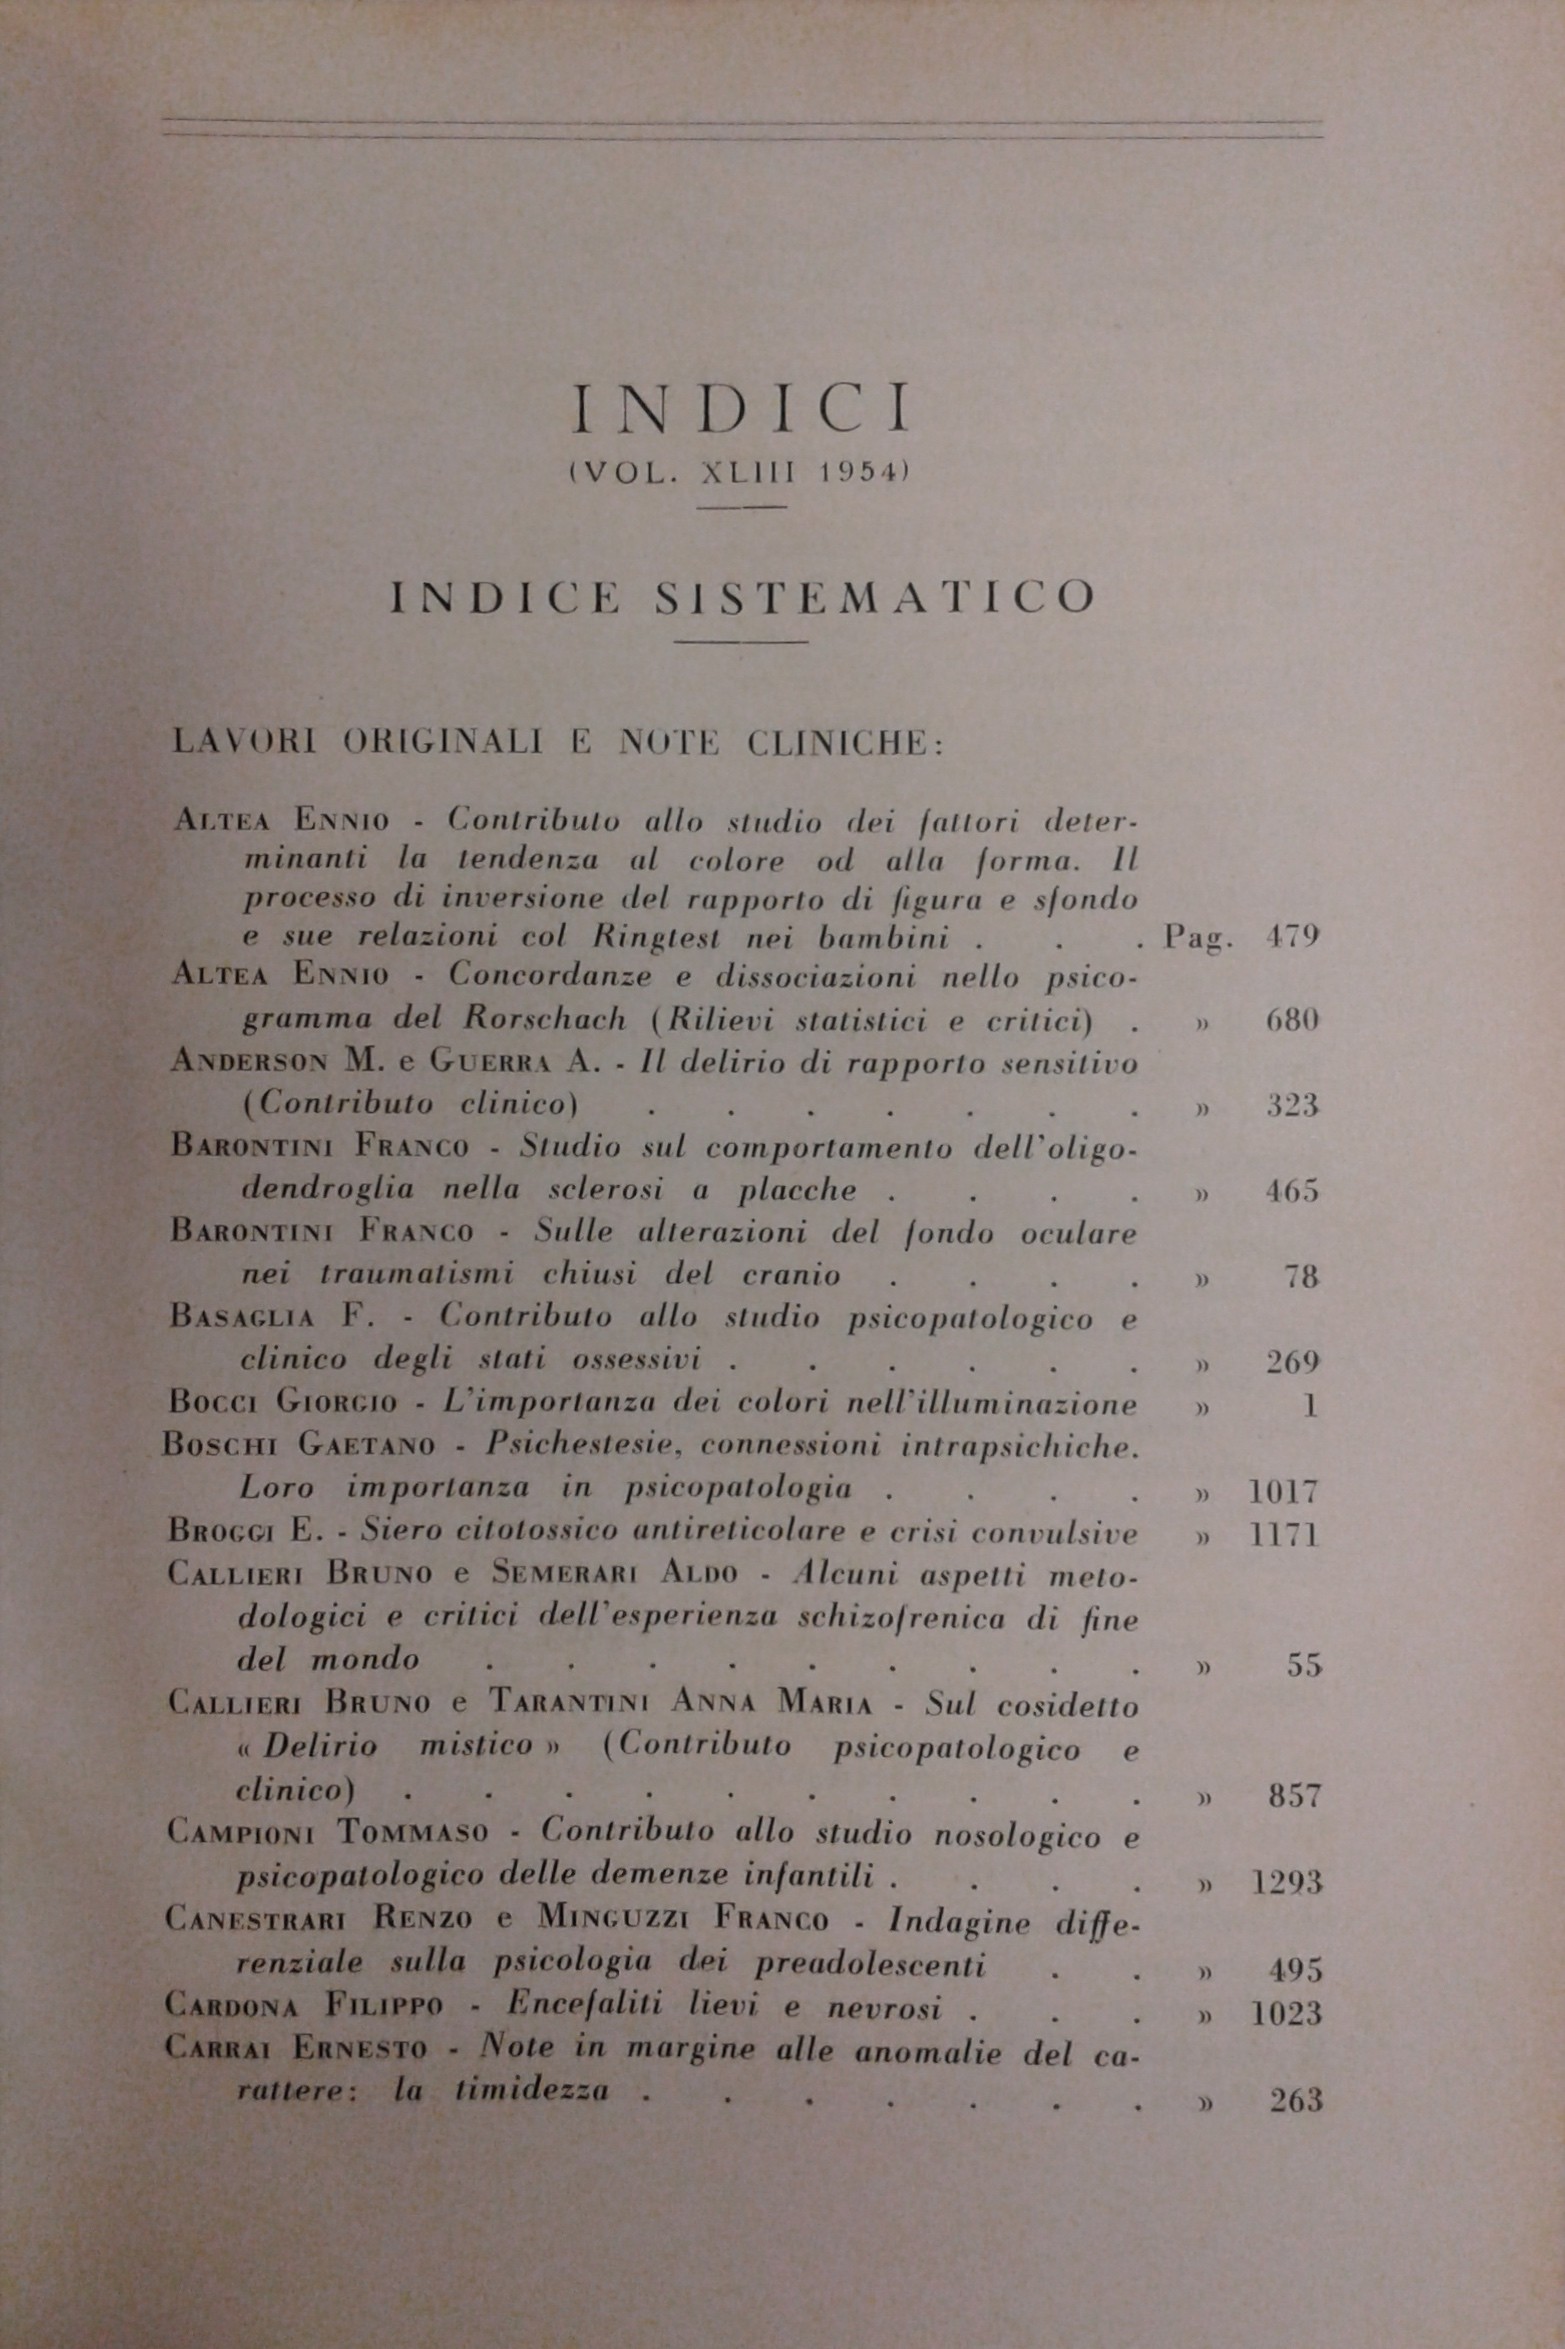 INDICI
(VOL. XLIII 1954)
INDICE SISTEMATICO
LAVORI ORIGINALI E NOTE CLINICHE:
ALTEA ENNIO - Contributo allo studio dei fattori deter-
minanti la tendenza al colore od alla forma. Il
processo di inversione del rapporto di figura e sfondo
e sue relazioni col Ringtest nei bambini . . . Pag. 479
ALTEA ENNIO - Concordanze e dissociazioni nello psico-
gramma del Rorschach (Rilievi statistici e critici) . » 680
ANDERSON M. e GUERRA A. - Il delirio di rapporto sensitivo
(Contributo clinico) . . . . . . . » 323
BARONTINI FRANCO - Studio sul comportamento dell'oligo-
dendroglia nella sclerosi a placche . . . . » 465
BARONTINI FRANCO - Sulle alterazioni del fondo oculare
nei traumatismi chiusi del cranio . . . . » 78
BASAGLIA F. - Contributo allo studio psicopatologico e
clinico degli stati ossessivi . . . . . . » 269
BOCCI GIORGIO - L'importanza dei colori nell'illuminazione » 1
BOSCHI GAETANO - Psichestesie, connessioni intrapsichiche.
Loro importanza in psicopatologia . . . . » 1017
BROGGI E. - Siero citotossico antireticolare e crisi convulsive » 1171
CALLIERI BRUNO e SEMERARI ALDO - Alcuni aspetti meto-
dologici e critici dell'esperienza schizofrenica di fine
del mondo . . . . . . . . . » 55
CALLIERI BRUNO e TARANTINI ANNA MARIA - Sul cosidetto
« Delirio mistico » (Contributo psicopatologico e
clinico) . . . . . . . . . . » 857
CAMPIONI TOMMASO - Contributo allo studio nosologico e
psicopatologico delle demenze infantili . . . . » 1293
CANESTRARI RENZO e MINGUZZI FRANCO - Indagine diffe-
renziale sulla psicologia dei preadolescenti . . » 495
CARDONA FILIPPO - Encefaliti lievi e nevrosi . . . » 1023
CARRAI ERNESTO - Note in margine alle anomalie del ca-
rattere: la timidezza . . . . . . . » 263